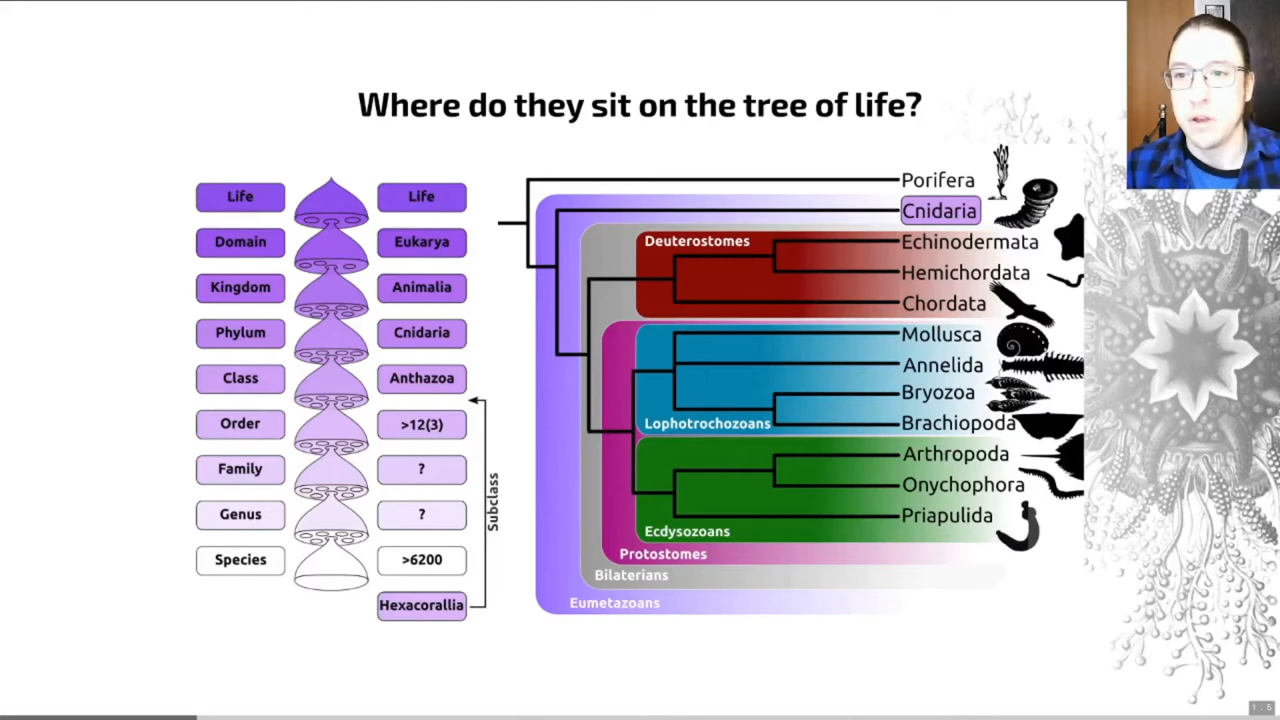 Where do they sit on the tree of life?
Life
Life
Domain
Eukarya
Kingdom
Animalia
Phylum
Cnidaria
Class
Anthazoa
Order
>12(3)
Family
?
Genus
?
Species
>6200
Hexacorallia
Subclass
Porifera
Cnidaria
Deuterostomes
Echinodermata
Hemichordata
Chordata
Mollusca
Annelida
Bryozoa
Lophotrochozoans
Brachiopoda
Arthropoda
Onychophora
Priapulida
Ecdysozoans
Protostomes
Bilaterians
Eumetazoans
1.5